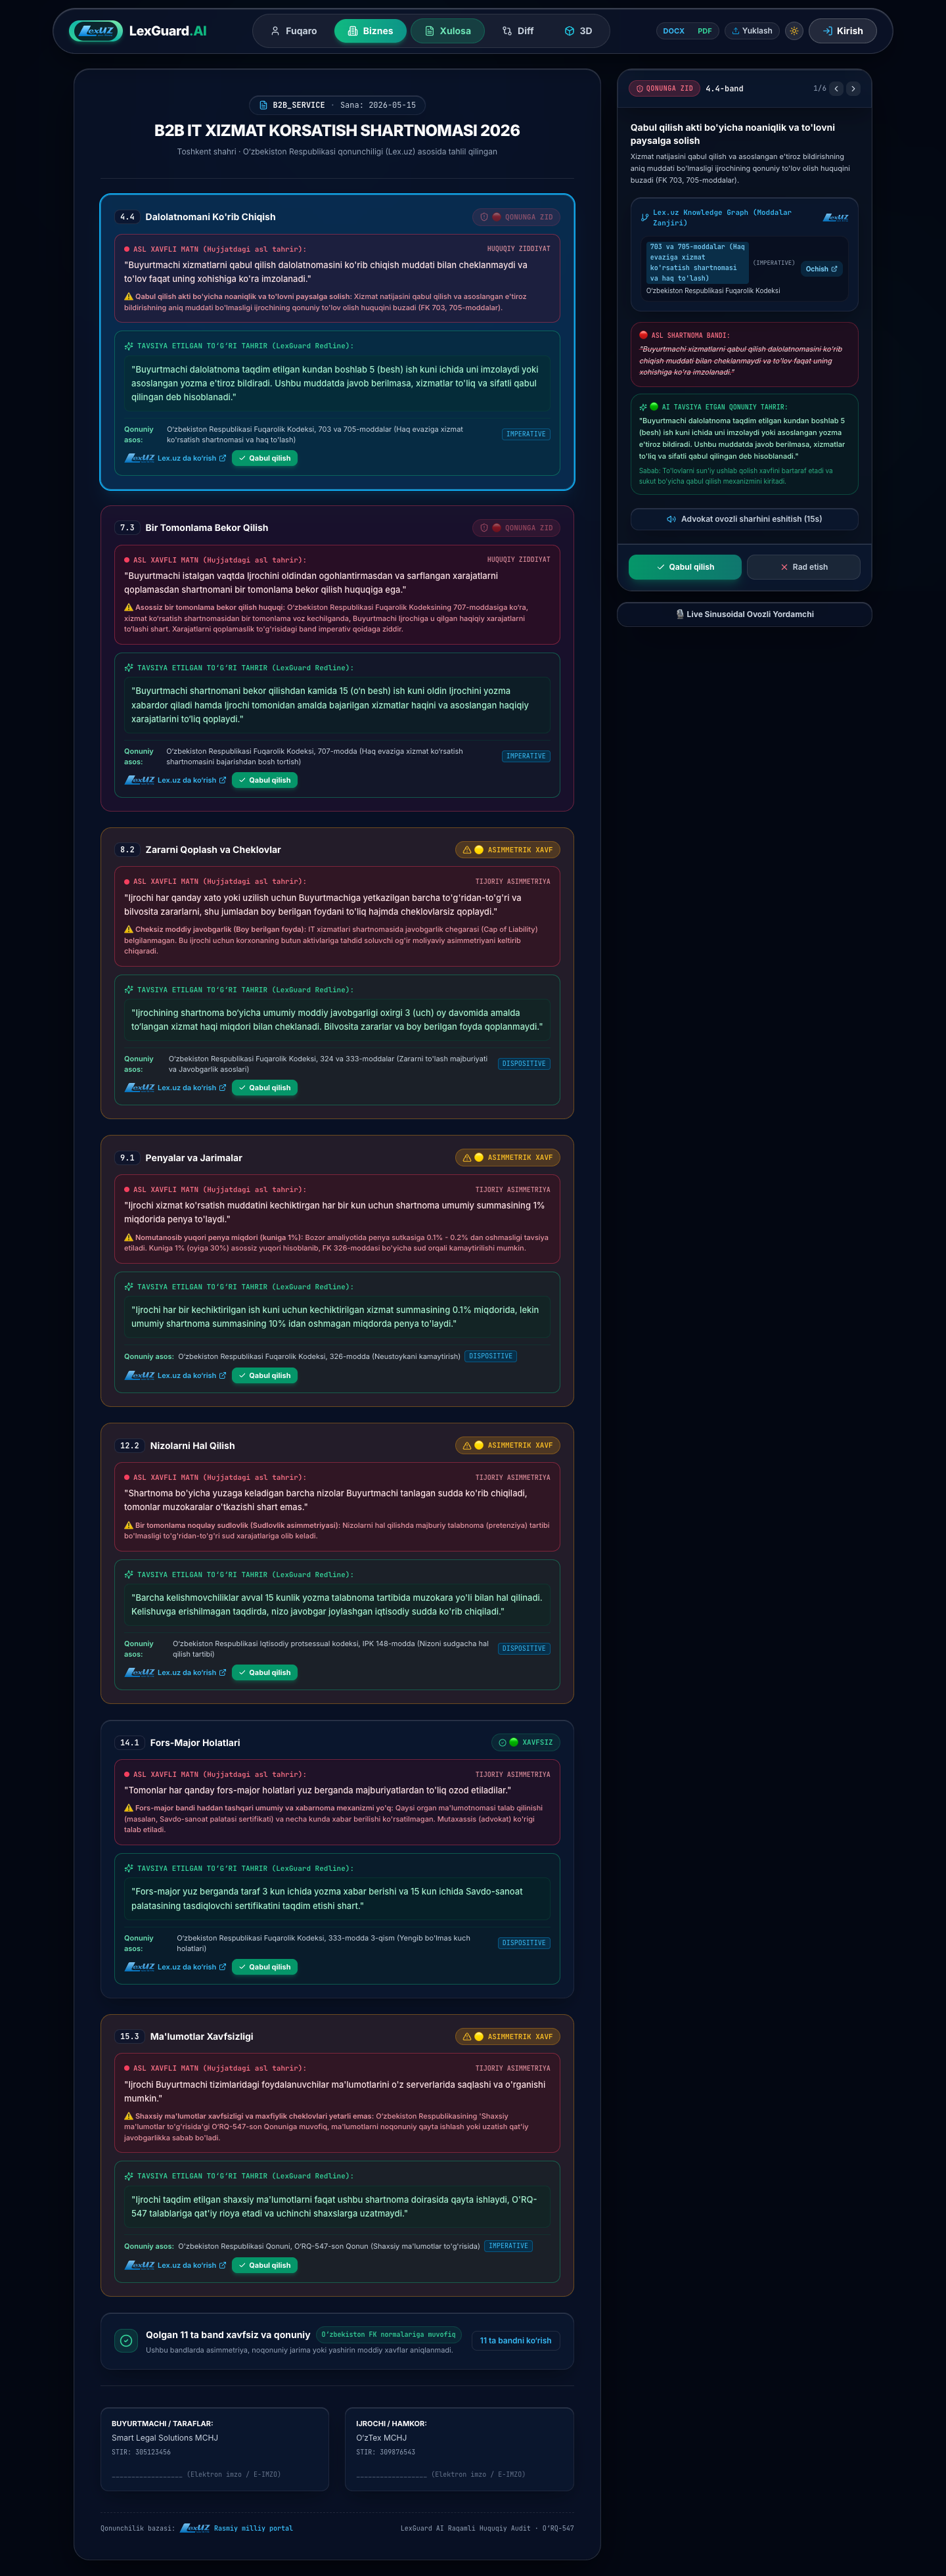 LexUZ LexGuard.AI
Fuqaro
Biznes
Xulosa
Diff
3D
DOCX PDF
Yuklash
Kirish
B2B_SERVICE · Sana: 2026-05-15
B2B IT XIZMAT KORSATISH SHARTNOMASI 2026
Toshkent shahri · O'zbekiston Respublikasi qonunchiligi (Lex.uz) asosida tahlil qilingan
4.4 Dalolatnomani Ko'rib Chiqish
QONUNGA ZID
ASL XAVFLI MATN (Hujjatdagi asl tahrir):
HUQUQIY ZIDDIYAT
"Buyurtmachi xizmatlarni qabul qilish dalolatnomasini ko'rib chiqish muddati bilan cheklanmaydi va
to'lov faqat uning xohishiga ko'ra imzolanadi."
⚠️ Qabul qilish akti bo'yicha noaniqlik va to'lovni paysalga solish: Xizmat natijasini qabul qilish va asoslangan e'tiroz
bildirishning aniq muddati bo'lmasligi ijrochining qonuniy to'lov olish huquqini buzadi (FK 703, 705-moddalar).
TAVSIYA ETILGAN TO'G'RI TAHRIR (LexGuard Redline):
"Buyurtmachi dalolatnoma taqdim etilgan kundan boshlab 5 (besh) ish kuni ichida uni imzolaydi yoki
asoslangan yozma e'tiroz bildiradi. Ushbu muddatda javob berilmasa, xizmatlar to'liq va sifatli qabul
qilingan deb hisoblanadi."
Qonuniy
asos:
O'zbekiston Respublikasi Fuqarolik Kodeksi, 703 va 705-moddalar (Haq evaziga xizmat
ko'rsatish shartnomasi va haq to'lash)
IMPERATIVE
LexUZ Lex.uz da ko'rish
Qabul qilish
7.3 Bir Tomonlama Bekor Qilish
QONUNGA ZID
ASL XAVFLI MATN (Hujjatdagi asl tahrir):
HUQUQIY ZIDDIYAT
"Buyurtmachi istalgan vaqtda Ijrochini oldindan ogohlantirmasdan va sarflangan xarajatlarni
qoplamasdan shartnomani bir tomonlama bekor qilish huquqiga ega."
⚠️ Asossiz bir tomonlama bekor qilish huquqi: O'zbekiston Respublikasi Fuqarolik Kodeksining 707-moddasiga ko'ra,
xizmat ko'rsatish shartnomasidan bir tomonlama voz kechilganda, Buyurtmachi Ijrochiga u qilgan haqiqiy xarajatlarni
to'lashi shart. Xarajatlarni qoplamaslik to'g'risidagi band imperativ qoidaga ziddir.
TAVSIYA ETILGAN TO'G'RI TAHRIR (LexGuard Redline):
"Buyurtmachi shartnomani bekor qilishdan kamida 15 (o'n besh) ish kuni oldin Ijrochini yozma
xabardor qiladi hamda Ijrochi tomonidan amalda bajarilgan xizmatlar haqini va asoslangan haqiqiy
xarajatlarini to'liq qoplaydi."
Qonuniy
asos:
O'zbekiston Respublikasi Fuqarolik Kodeksi, 707-modda (Haq evaziga xizmat ko'rsatish
shartnomasini bajarishdan bosh tortish)
IMPERATIVE
LexUZ Lex.uz da ko'rish
Qabul qilish
8.2 Zararni Qoplash va Cheklovlar
ASIMMETRIK XAVF
ASL XAVFLI MATN (Hujjatdagi asl tahrir):
TIJORIY ASIMMETRIYA
"Ijrochi har qanday xato yoki uzilish uchun Buyurtmachiga yetkazilgan barcha to'g'ridan-to'g'ri va
bilvosita zararlarni, shu jumladan boy berilgan foydani to'liq hajmda cheklovlarsiz qoplaydi."
⚠️ Cheksiz moddiy javobgarlik (Boy berilgan foyda): IT xizmatlari shartnomasida javobgarlik chegarasi (Cap of Liability)
belgilanmagan. Bu ijrochi uchun korxonaning butun aktivlariga tahdid soluvchi og'ir moliyaviy asimmetriyani keltirib
chiqaradi.
TAVSIYA ETILGAN TO'G'RI TAHRIR (LexGuard Redline):
"Ijrochining shartnoma bo'yicha umumiy moddiy javobgarligi oxirgi 3 (uch) oy davomida amalda
to'langan xizmat haqi miqdori bilan cheklanadi. Bilvosita zararlar va boy berilgan foyda qoplanmaydi."
Qonuniy
asos:
O'zbekiston Respublikasi Fuqarolik Kodeksi, 324 va 333-moddalar (Zararni to'lash majburiyati
va Javobgarlik asoslari)
DISPOSITIVE
LexUZ Lex.uz da ko'rish
Qabul qilish
9.1 Penyalar va Jarimalar
ASIMMETRIK XAVF
ASL XAVFLI MATN (Hujjatdagi asl tahrir):
TIJORIY ASIMMETRIYA
"Ijrochi xizmat ko'rsatish muddatini kechiktirgan har bir kun uchun shartnoma umumiy summasining 1%
miqdorida penya to'laydi."
⚠️ Nomutanosib yuqori penya miqdori (kuniga 1%): Bozor amaliyotida penya sutkasiga 0.1% - 0.2% dan oshmasligi tavsiya
etiladi. Kuniga 1% (oyiga 30%) asossiz yuqori hisoblanib, FK 326-moddasi bo'yicha sud orqali kamaytirilishi mumkin.
TAVSIYA ETILGAN TO'G'RI TAHRIR (LexGuard Redline):
"Ijrochi har bir kechiktirilgan ish kuni uchun kechiktirilgan xizmat summasining 0.1% miqdorida, lekin
umumiy shartnoma summasining 10% idan oshmagan miqdorda penya to'laydi."
Qonuniy asos: O'zbekiston Respublikasi Fuqarolik Kodeksi, 326-modda (Neustoykani kamaytirish) DISPOSITIVE
LexUZ Lex.uz da ko'rish
Qabul qilish
12.2 Nizolarni Hal Qilish
ASIMMETRIK XAVF
ASL XAVFLI MATN (Hujjatdagi asl tahrir):
TIJORIY ASIMMETRIYA
"Shartnoma bo'yicha yuzaga keladigan barcha nizolar Buyurtmachi tanlagan sudda ko'rib chiqiladi,
tomonlar muzokaralar o'tkazishi shart emas."
⚠️ Bir tomonlama noqulay sudlovlik (Sudlovlik asimmetriyasi): Nizolarni hal qilishda majburiy talabnoma (pretenziya) tartibi
bo'lmasligi to'g'ridan-to'g'ri sud xarajatlariga olib keladi.
TAVSIYA ETILGAN TO'G'RI TAHRIR (LexGuard Redline):
"Barcha kelishmovchiliklar avval 15 kunlik yozma talabnoma tartibida muzokara yo'li bilan hal qilinadi.
Kelishuvga erishilmagan taqdirda, nizo javobgar joylashgan iqtisodiy sudda ko'rib chiqiladi."
Qonuniy
asos:
O'zbekiston Respublikasi Iqtisodiy protsessual kodeksi, IPK 148-modda (Nizoni sudgacha hal
qilish tartibi)
DISPOSITIVE
LexUZ Lex.uz da ko'rish
Qabul qilish
14.1 Fors-Major Holatlari
XAVFSIZ
ASL XAVFLI MATN (Hujjatdagi asl tahrir):
TIJORIY ASIMMETRIYA
"Tomonlar har qanday fors-major holatlari yuz berganda majburiyatlardan to'liq ozod etiladilar."
⚠️ Fors-major bandi haddan tashqari umumiy va xabarnoma mexanizmi yo'q: Qaysi organ ma'lumotnomasi talab qilinishi
(masalan, Savdo-sanoat palatasi sertifikati) va necha kunda xabar berilishi ko'rsatilmagan. Mutaxassis (advokat) ko'rigi
talab etiladi.
TAVSIYA ETILGAN TO'G'RI TAHRIR (LexGuard Redline):
"Fors-major yuz berganda taraf 3 kun ichida yozma xabar berishi va 15 kun ichida Savdo-sanoat
palatasining tasdiqlovchi sertifikatini taqdim etishi shart."
Qonuniy
asos:
O'zbekiston Respublikasi Fuqarolik Kodeksi, 333-modda 3-qism (Yengib bo'lmas kuch
holatlari)
DISPOSITIVE
LexUZ Lex.uz da ko'rish
Qabul qilish
15.3 Ma'lumotlar Xavfsizligi
ASIMMETRIK XAVF
ASL XAVFLI MATN (Hujjatdagi asl tahrir):
TIJORIY ASIMMETRIYA
"Ijrochi Buyurtmachi tizimlaridagi foydalanuvchilar ma'lumotlarini o'z serverlarida saqlashi va o'rganishi
mumkin."
⚠️ Shaxsiy ma'lumotlar xavfsizligi va maxfiylik cheklovlari yetarli emas: O'zbekiston Respublikasining 'Shaxsiy
ma'lumotlar to'g'risida'gi O'RQ-547-son Qonuniga muvofiq, ma'lumotlarni noqonuniy qayta ishlash yoki uzatish qat'iy
javobgarlikka sabab bo'ladi.
TAVSIYA ETILGAN TO'G'RI TAHRIR (LexGuard Redline):
"Ijrochi taqdim etilgan shaxsiy ma'lumotlarni faqat ushbu shartnoma doirasida qayta ishlaydi, O'RQ-
547 talablariga qat'iy rioya etadi va uchinchi shaxslarga uzatmaydi."
Qonuniy asos: O'zbekiston Respublikasi Qonuni, O'RQ-547-son Qonun (Shaxsiy ma'lumotlar to'g'risida) IMPERATIVE
LexUZ Lex.uz da ko'rish
Qabul qilish
Qolgan 11 ta band xavfsiz va qonuniy O'zbekiston FK normalariga muvofiq
Ushbu bandlarda asimmetriya, noqonuniy jarima yoki yashirin moddiy xavflar aniqlanmadi.
11 ta bandni ko'rish
BUYURTMACHI / TARAFLAR:
Smart Legal Solutions MCHJ
STIR: 305123456
__________________ (Elektron imzo / E-IMZO)
IJROCHI / HAMKOR:
O'zTex MCHJ
STIR: 309876543
__________________ (Elektron imzo / E-IMZO)
Qonunchilik bazasi: LexUZ Rasmiy milliy portal
LexGuard AI Raqamli Huquqiy Audit · O'RQ-547
QONUNGA ZID 4.4-band
1/6
Qabul qilish akti bo'yicha noaniqlik va to'lovni
paysalga solish
Xizmat natijasini qabul qilish va asoslangan e'tiroz bildirishning
aniq muddati bo'lmasligi ijrochining qonuniy to'lov olish huquqini
buzadi (FK 703, 705-moddalar).
Lex.uz Knowledge Graph (Moddalar
Zanjiri)
LexUZ
703 va 705-moddalar (Haq
evaziga xizmat
ko'rsatish shartnomasi
va haq to'lash)
(IMPERATIVE)
Ochish
O'zbekiston Respublikasi Fuqarolik Kodeksi
ASL SHARTNOMA BANDI:
"Buyurtmachi xizmatlarni qabul qilish dalolatnomasini ko'rib
chiqish muddati bilan cheklanmaydi va to'lov faqat uning
xohishiga ko'ra imzolanadi."
AI TAVSIYA ETGAN QONUNIY TAHRIR:
"Buyurtmachi dalolatnoma taqdim etilgan kundan boshlab 5
(besh) ish kuni ichida uni imzolaydi yoki asoslangan yozma
e'tiroz bildiradi. Ushbu muddatda javob berilmasa, xizmatlar
to'liq va sifatli qabul qilingan deb hisoblanadi."
Sabab: To'lovlarni sun'iy ushlab qolish xavfini bartaraf etadi va
sukut bo'yicha qabul qilish mexanizmini kiritadi.
Advokat ovozli sharhini eshitish (15s)
Qabul qilish
Rad etish
Live Sinusoidal Ovozli Yordamchi